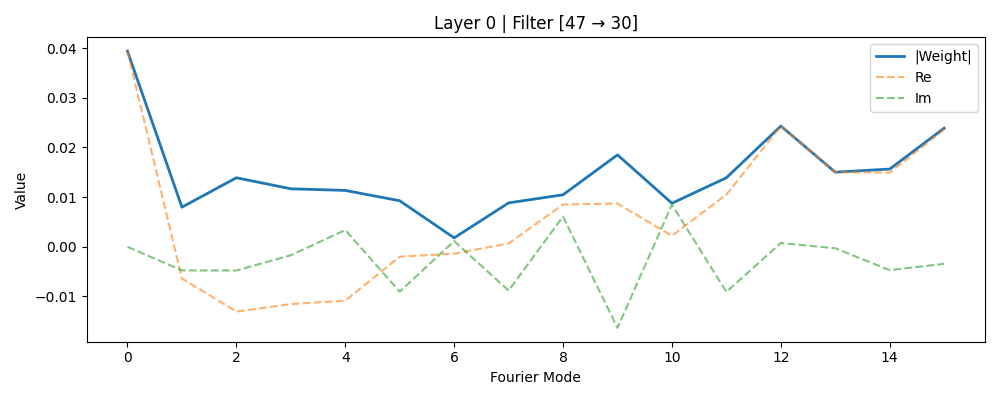 Layer 0 | Filter [47 → 30]
|Weight|
Re
Im
0.04
0.03
0.02
0.01
0.00
−0.01
Value
0 2 4 6 8 10 12 14
Fourier Mode